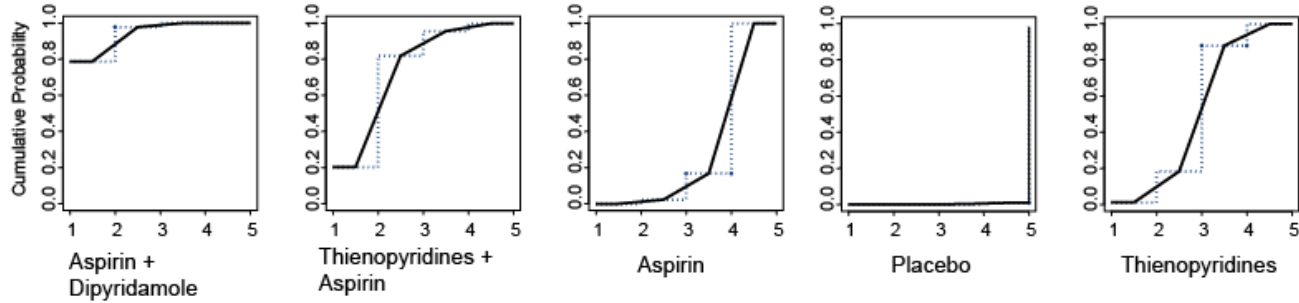 Cumulative Probability
0.0 0.2 0.4 0.6 0.8 1.0
1 2 3 4 5
Aspirin +
Dipyridamole
0.0 0.2 0.4 0.6 0.8 1.0
1 2 3 4 5
Thienopyridines +
Aspirin
0.0 0.2 0.4 0.6 0.8 1.0
1 2 3 4 5
Aspirin
0.0 0.2 0.4 0.6 0.8 1.0
1 2 3 4 5
Placebo
0.0 0.2 0.4 0.6 0.8 1.0
1 2 3 4 5
Thienopyridines